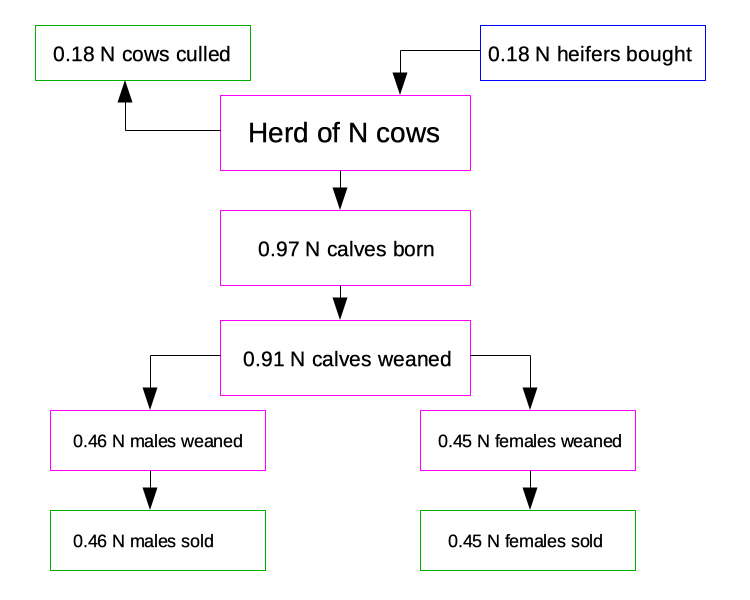 0.18 N cows culled
0.18 N heifers bought
Herd of N cows
0.97 N calves born
0.91 N calves weaned
0.46 N males weaned
0.45 N females weaned
0.46 N males sold
0.45 N females sold